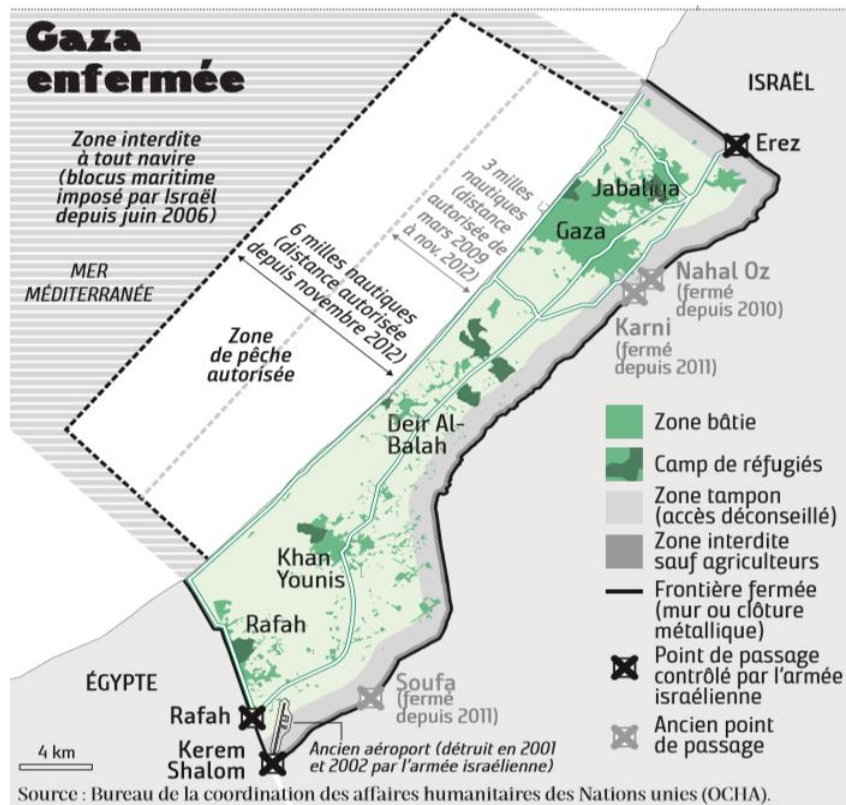 Gaza
enfermée
Zone interdite
à tout navire
(blocus maritime
imposé par Israël
depuis juin 2006)
MER
MÉDITERRANÉE
6 milles nautiques
(distance autorisée
depuis novembre 2012)
3 milles
nautiques
(distance
autorisée de
mars 2009
à nov. 2012)
Zone
de pêche
autorisée
ISRAËL
Erez
Jabaliya
Gaza
Nahal Oz
(fermé
depuis 2010)
Karni
(fermé
depuis 2011)
Deir Al-
Balah
Khan
Younis
Rafah
ÉGYPTE
Rafah
Kerem
Shalom
Soufa
(fermé
depuis 2011)
Ancien aéroport (détruit en 2001
et 2002 par l'armée israélienne)
4 km
Zone bâtie
Camp de réfugiés
Zone tampon
(accès déconseillé)
Zone interdite
sauf agriculteurs
Frontière fermée
(mur ou clôture
métallique)
Point de passage
contrôlé par l'armée
israélienne
Ancien point
de passage
Source : Bureau de la coordination des affaires humanitaires des Nations unies (OCHA).